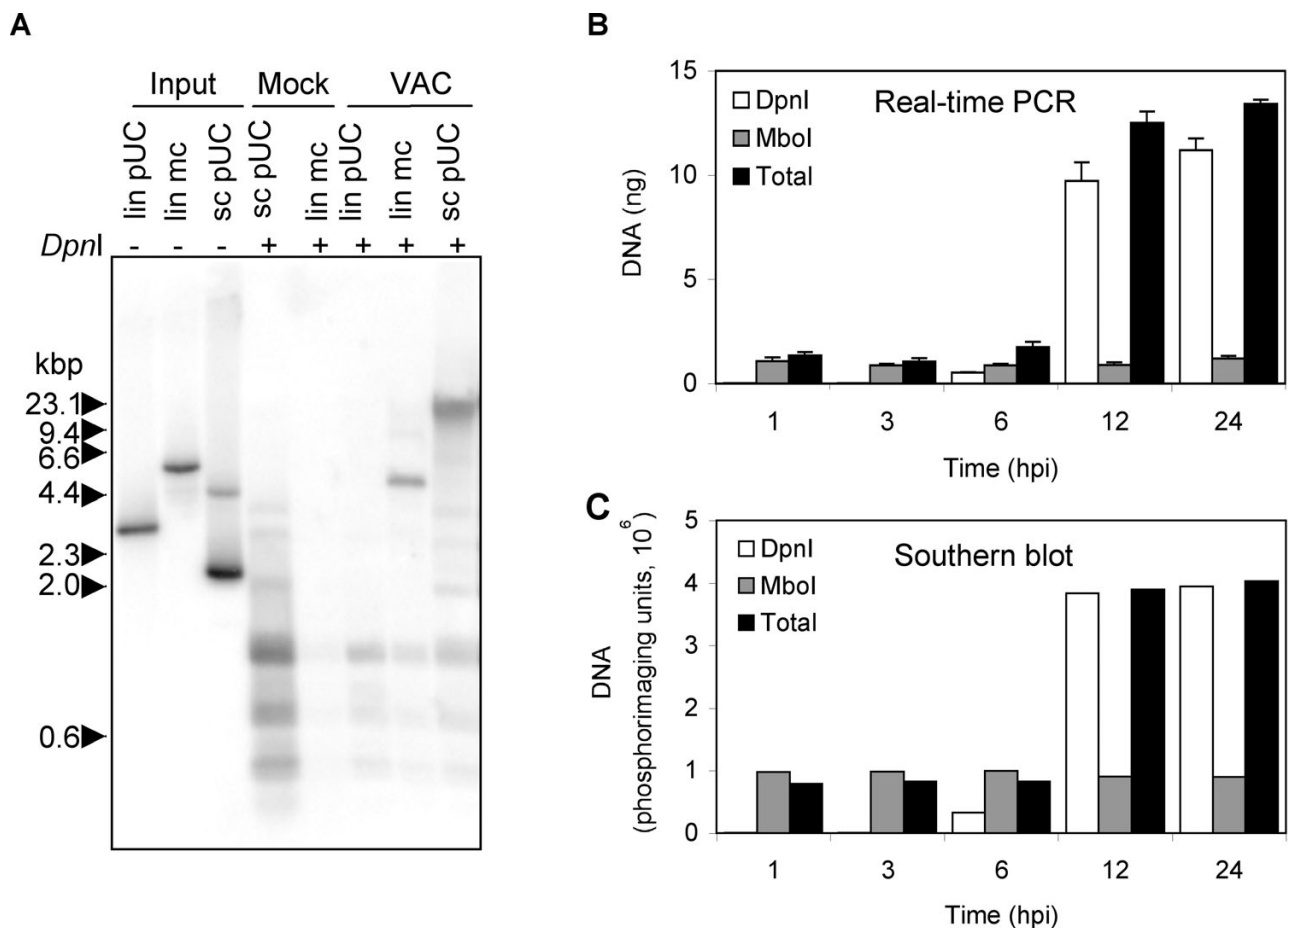 A
Input Mock VAC
lin pUC
lin mc
sc pUC
sc pUC
lin mc
lin pUC
lin mc
sc pUC
DpnI - - - + + + + +
kbp
23.1
9.4
6.6
4.4
2.3
2.0
0.6
B
Real-time PCR
DpnI
MboI
Total
DNA (ng)
15
10
5
0
1 3 6 12 24
Time (hpi)
C
Southern blot
DpnI
MboI
Total
DNA
(phosphorimaging units, 10⁶)
5
4
3
2
1
0
1 3 6 12 24
Time (hpi)